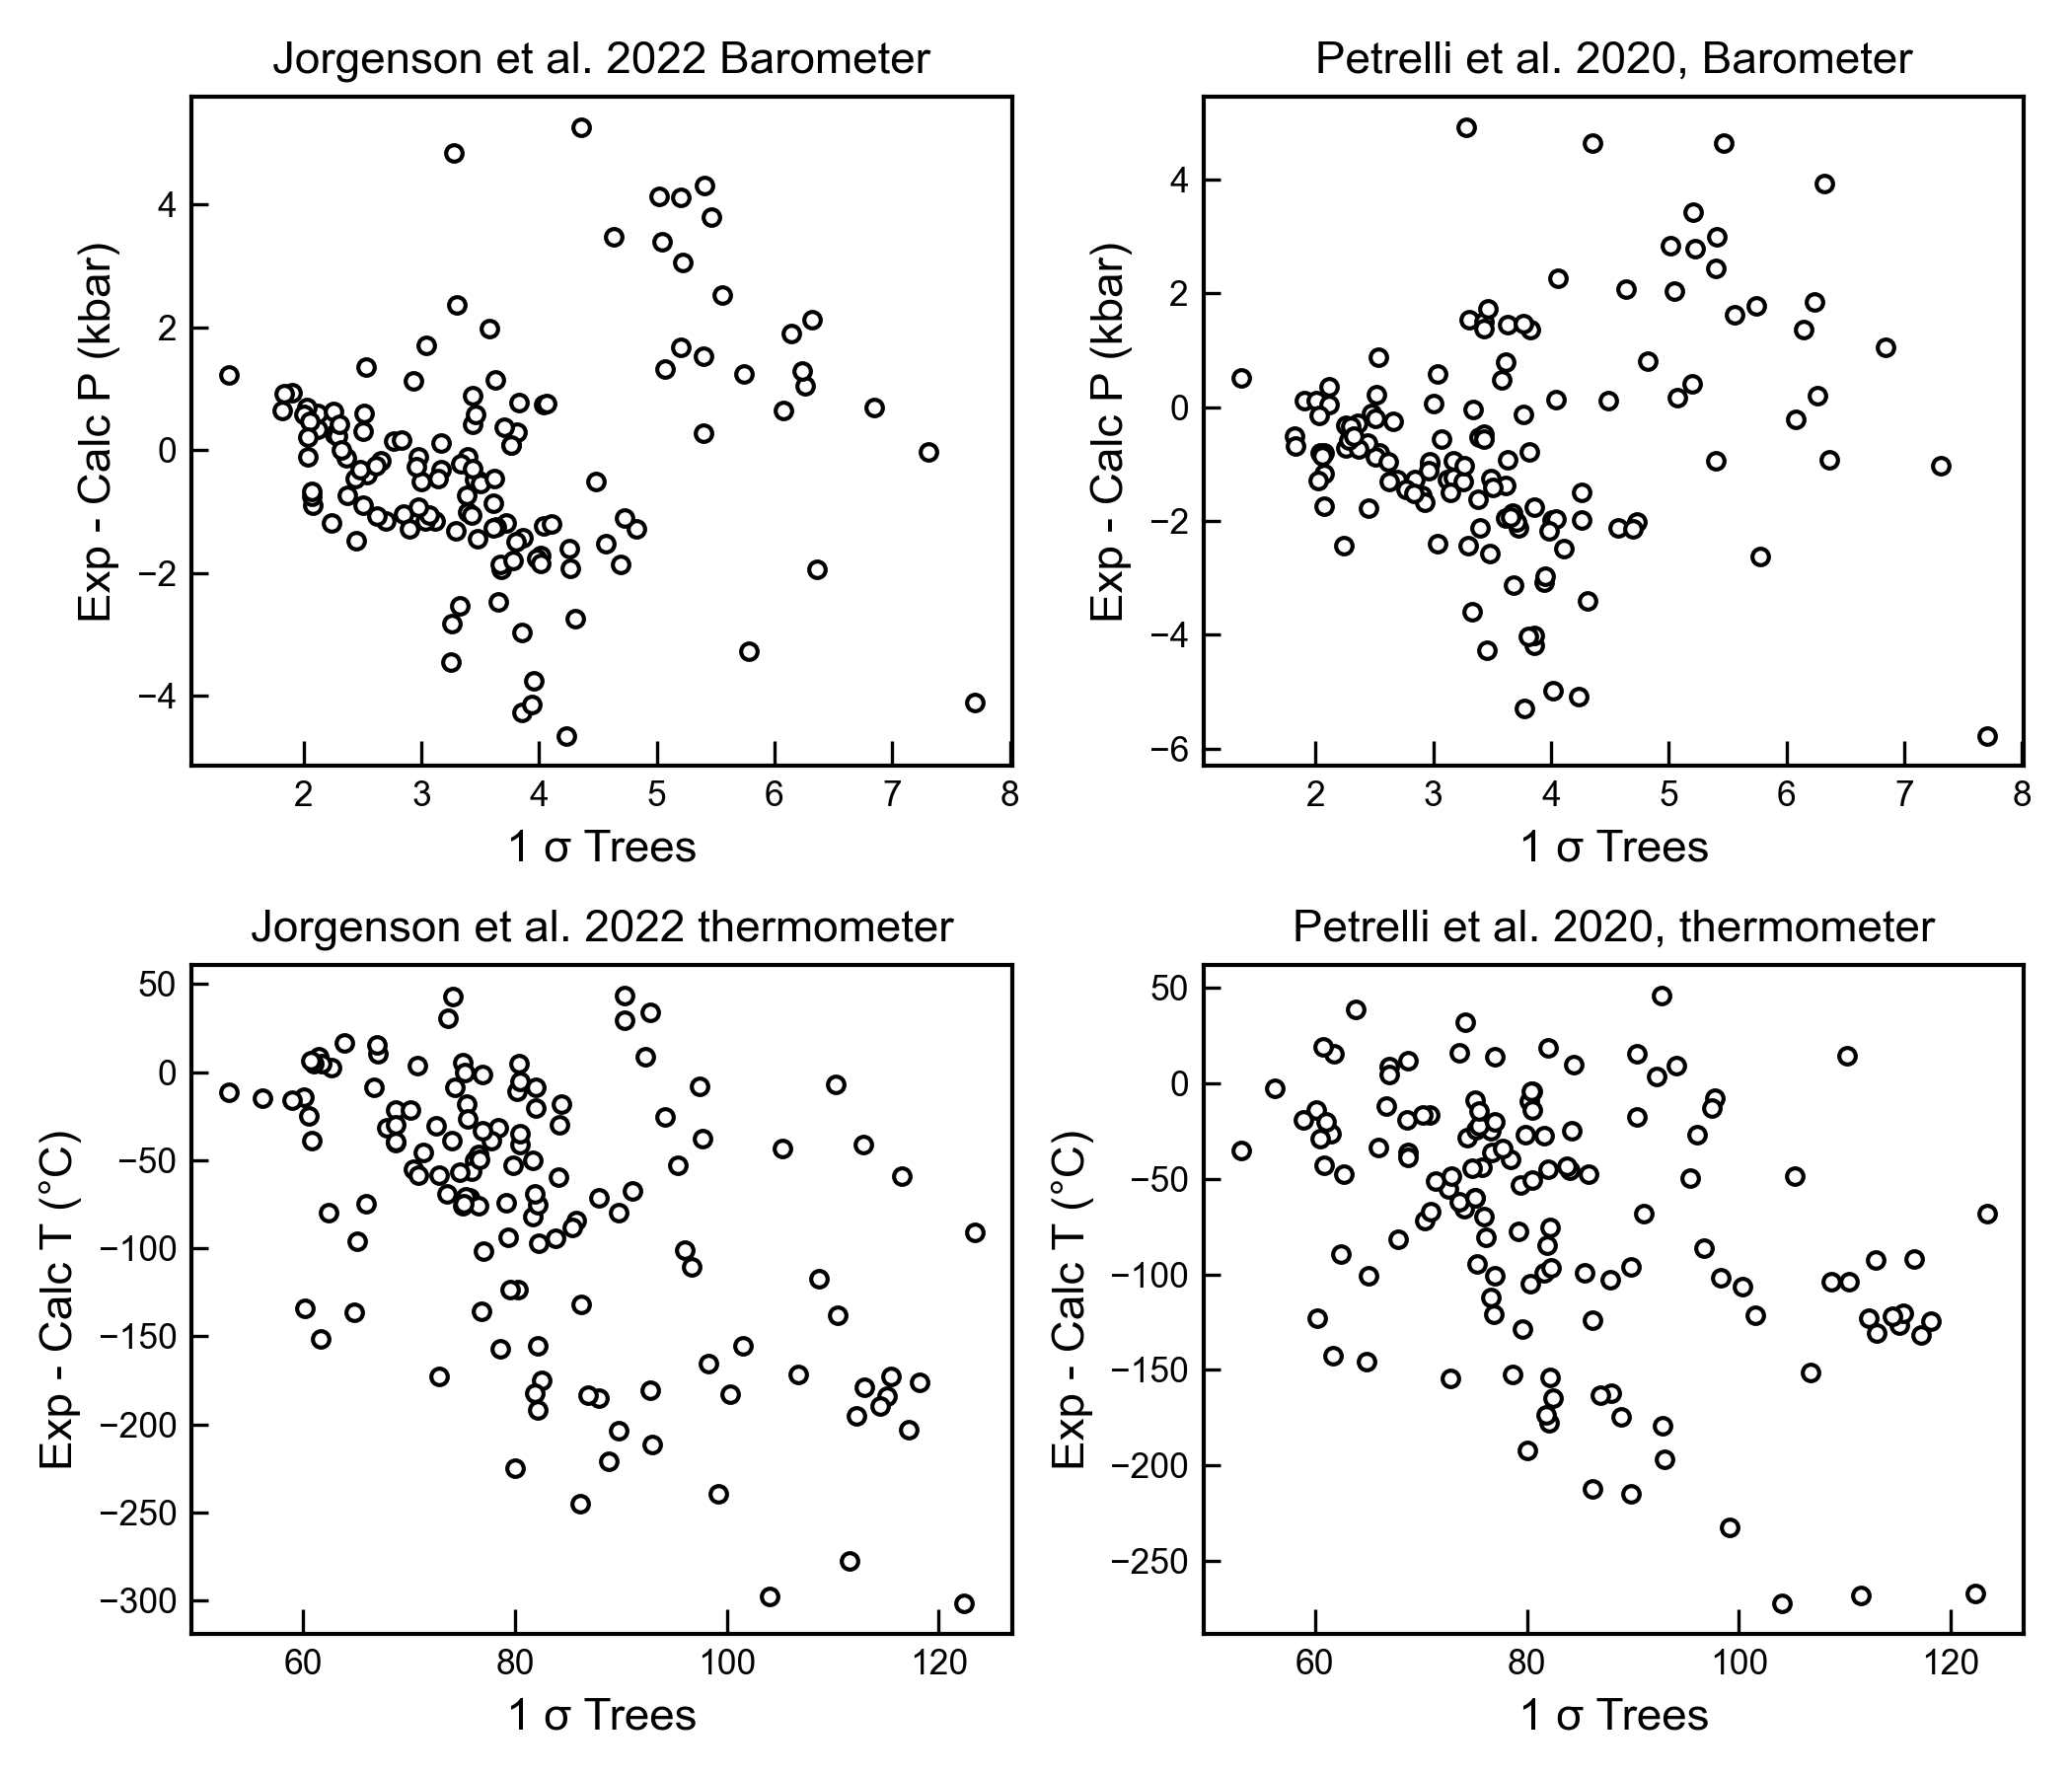 Jorgenson et al. 2022 Barometer
Exp - Calc P (kbar)
4
2
0
−2
−4
2 3 4 5 6 7 8
1 σ Trees
Petrelli et al. 2020, Barometer
Exp - Calc P (kbar)
4
2
0
−2
−4
−6
2 3 4 5 6 7 8
1 σ Trees
Jorgenson et al. 2022 thermometer
Exp - Calc T (°C)
50
0
−50
−100
−150
−200
−250
−300
60 80 100 120
1 σ Trees
Petrelli et al. 2020, thermometer
Exp - Calc T (°C)
50
0
−50
−100
−150
−200
−250
60 80 100 120
1 σ Trees